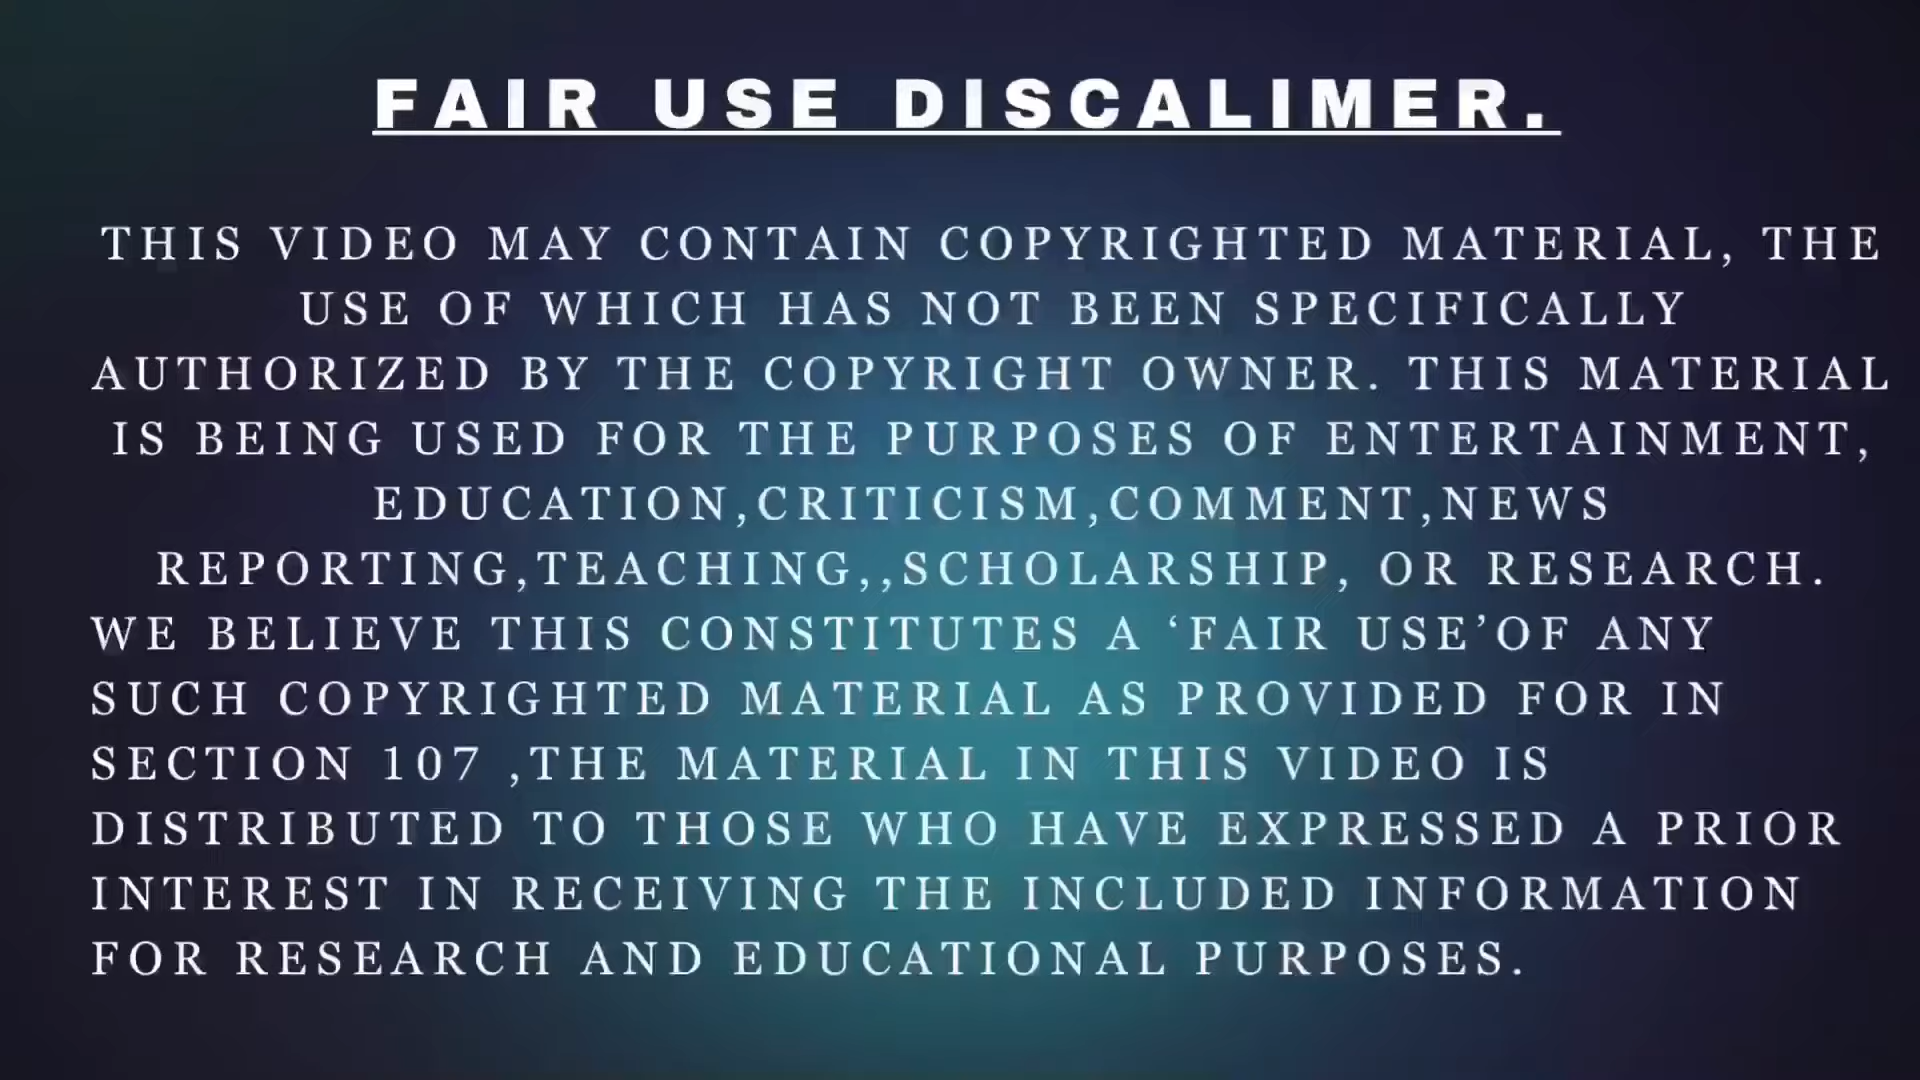 FAIR USE DISCALIMER.
THIS VIDEO MAY CONTAIN COPYRIGHTED MATERIAL, THE
USE OF WHICH HAS NOT BEEN SPECIFICALLY
AUTHORIZED BY THE COPYRIGHT OWNER. THIS MATERIAL
IS BEING USED FOR THE PURPOSES OF ENTERTAINMENT,
EDUCATION,CRITICISM,COMMENT,NEWS
REPORTING,TEACHING,,SCHOLARSHIP, OR RESEARCH.
WE BELIEVE THIS CONSTITUTES A ‘FAIR USE’OF ANY
SUCH COPYRIGHTED MATERIAL AS PROVIDED FOR IN
SECTION 107 ,THE MATERIAL IN THIS VIDEO IS
DISTRIBUTED TO THOSE WHO HAVE EXPRESSED A PRIOR
INTEREST IN RECEIVING THE INCLUDED INFORMATION
FOR RESEARCH AND EDUCATIONAL PURPOSES.